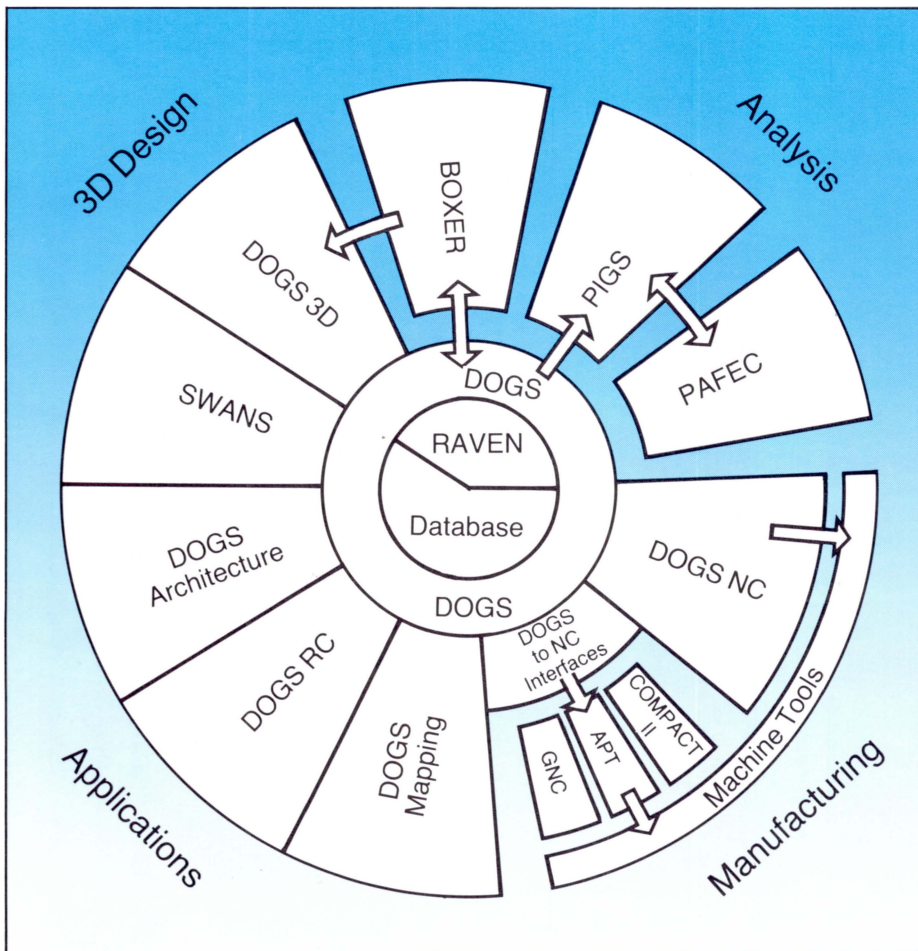 3D Design
Analysis
BOXER
DOGS 3D
PIGS
PAFEC
SWANS
DOGS
RAVEN
Database
DOGS
DOGS
Architecture
DOGS NC
DOGS RC
DOGS
Mapping
DOGS
to NC
Interfaces
GNC
APT
COMPACT
II
Machine Tools
Applications
Manufacturing